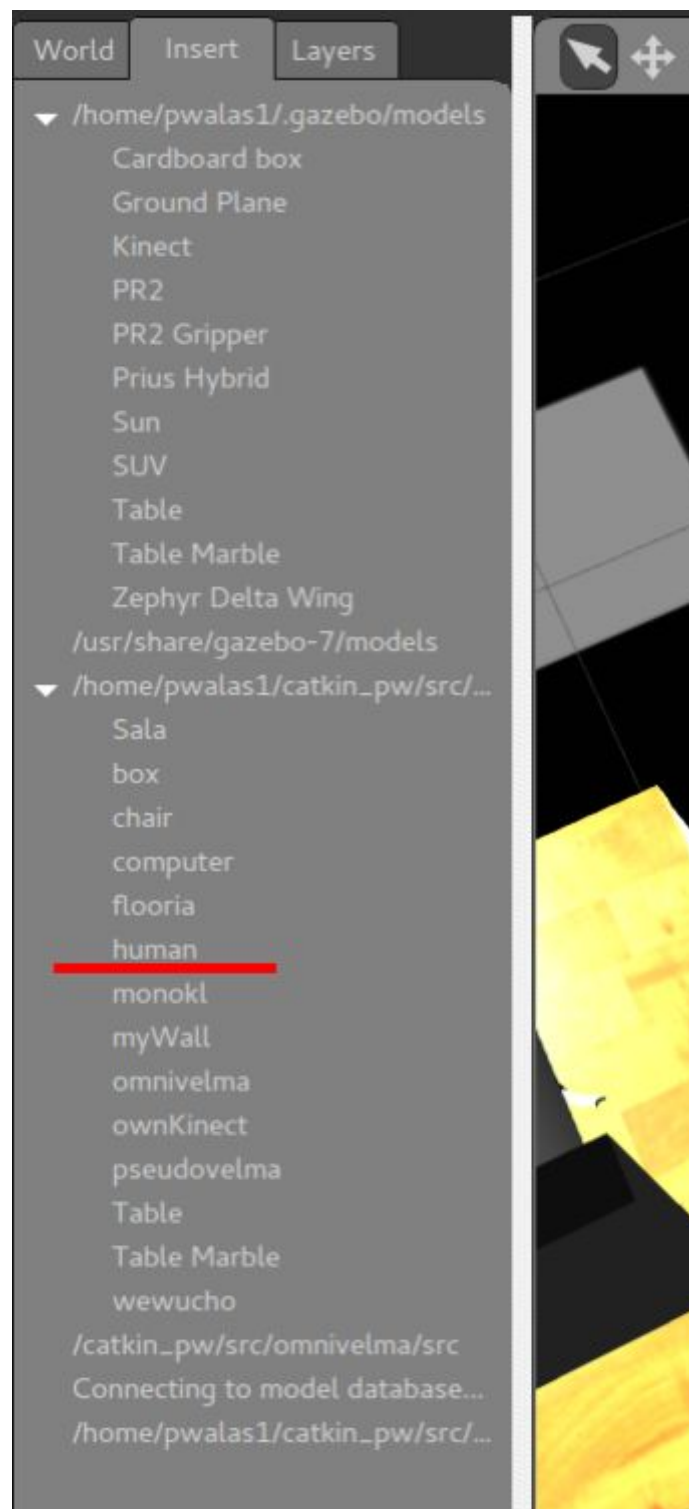 World Insert Layers
/home/pwalas1/.gazebo/models
Cardboard box
Ground Plane
Kinect
PR2
PR2 Gripper
Prius Hybrid
Sun
SUV
Table
Table Marble
Zephyr Delta Wing
/usr/share/gazebo-7/models
/home/pwalas1/catkin_pw/src/...
Sala
box
chair
computer
flooria
human
monokl
myWall
omnivelma
ownKinect
pseudovelma
Table
Table Marble
wewucho
/catkin_pw/src/omnivelma/src
Connecting to model database...
/home/pwalas1/catkin_pw/src/...